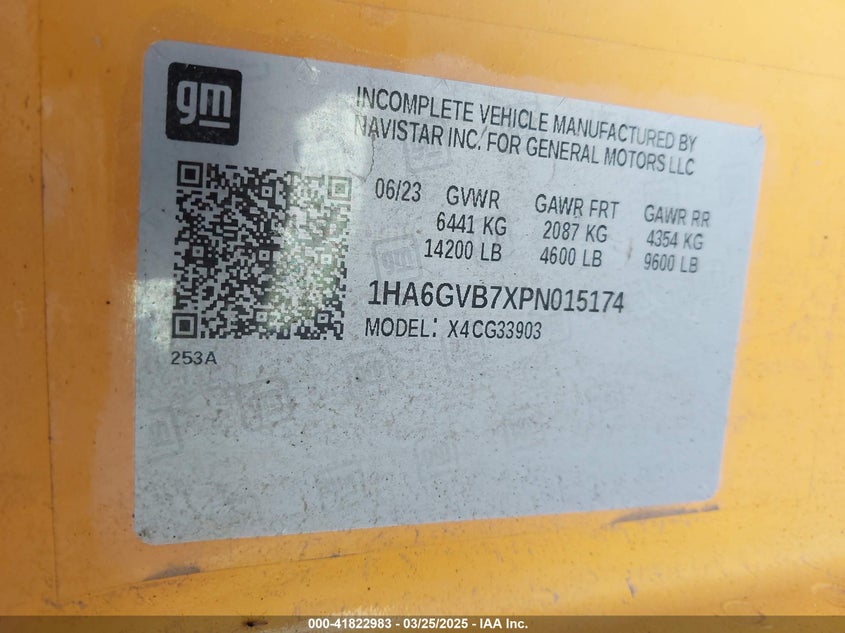 gm
INCOMPLETE VEHICLE MANUFACTURED BY
NAVISTAR INC. FOR GENERAL MOTORS LLC
06/23 GVWR GAWR FRT GAWR RR
6441 KG 2087 KG 4354 KG
14200 LB 4600 LB 9600 LB
1HA6GVB7XPN015174
MODEL: X4CG33903
253A
000-41822983 - 03/25/2025 - IAA Inc.